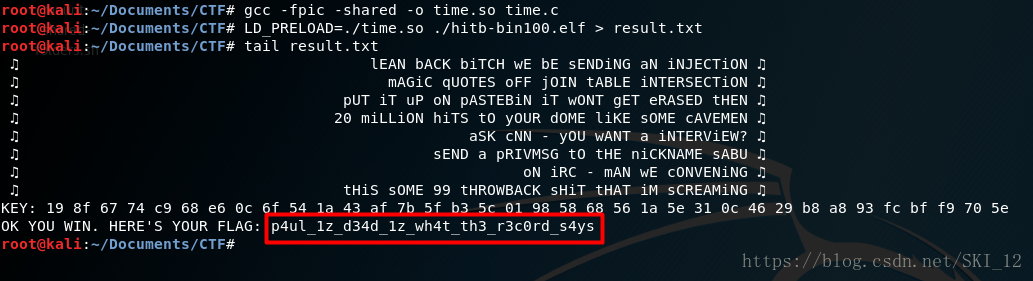 root@kali:~/Documents/CTF# gcc -fpic -shared -o time.so time.c
root@kali:~/Documents/CTF# LD_PRELOAD=./time.so ./hitb-bin100.elf > result.txt
root@kali:~/Documents/CTF# tail result.txt
♫ lEAN bACK biTCH wE bE sENDiNG aN iNJECTiON ♫
♫ mAGiC qUOTES oFF jOIN tABLE iNTERSECTiON ♫
♫ pUT iT uP oN pASTEBiN iT wONT gET eRASED tHEN ♫
♫ 20 miLLiON hiTS tO yOUR dOME liKE sOME cAVEMEN ♫
♫ aSK cNN - yOU wANT a iNTERViEW? ♫
♫ sEND a pRIVMSG tO tHE niCKNAME sABU ♫
♫ oN iRC - mAN wE cONVENiNG ♫
♫ tHiS sOME 99 tHROWBACK sHiT tHAT iM sCREAMiNG ♫
KEY: 19 8f 67 74 c9 68 e6 0c 6f 54 1a 43 af 7b 5f b3 5c 01 98 58 68 56 1a 5e 31 0c 46 29 b8 a8 93 fc bf f9 70 5e
OK YOU WIN. HERE'S YOUR FLAG: p4ul_1z_d34d_1z_wh4t_th3_r3c0rd_s4ys
root@kali:~/Documents/CTF#
https://blog.csdn.net/SKI_12